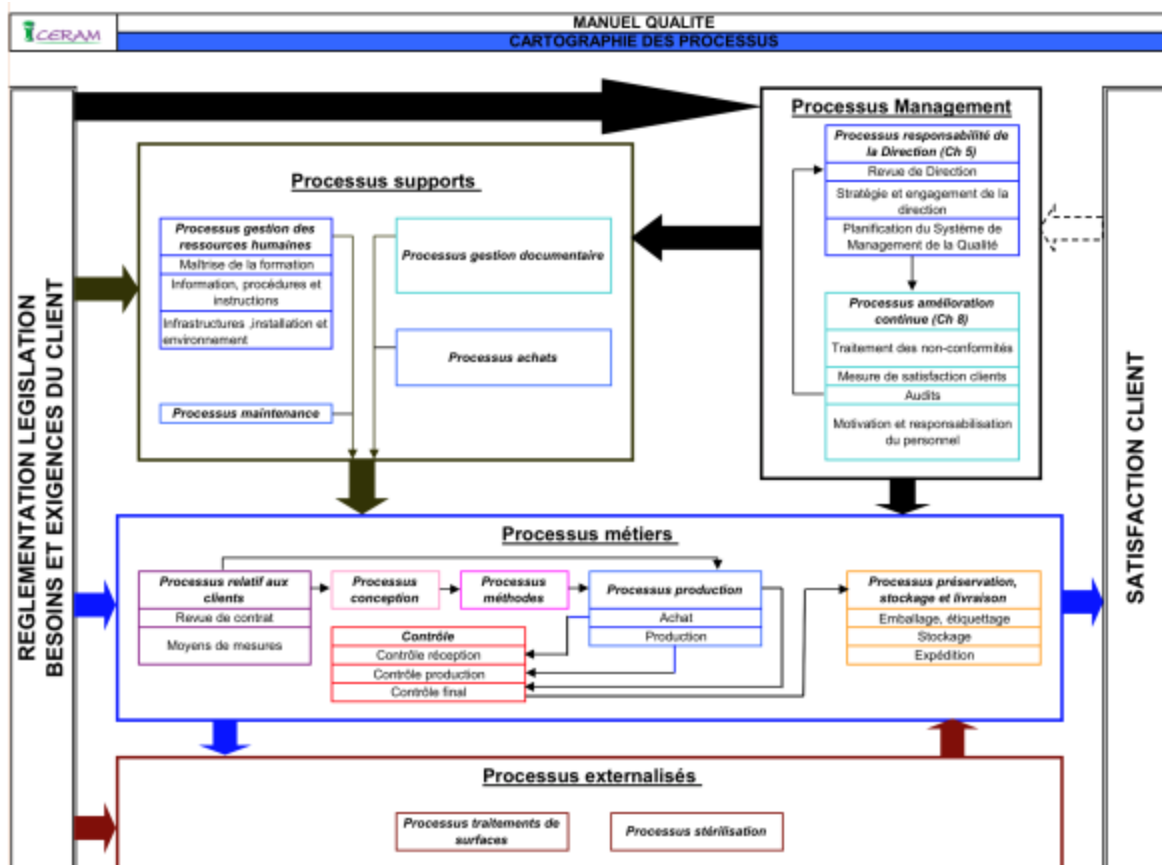 iCERAM
MANUEL QUALITE
CARTOGRAPHIE DES PROCESSUS
REGLEMENTATION LEGISLATION
BESOINS ET EXIGENCES DU CLIENT
Processus supports
Processus gestion des
ressources humaines
Maîtrise de la formation
Information, procédures et
instructions
Infrastructures ,installation et
environnement
Processus maintenance
Processus gestion documentaire
Processus achats
Processus Management
Processus responsabilité de
la Direction (Ch 5)
Revue de Direction
Stratégie et engagement de la
direction
Planification du Système de
Management de la Qualité
Processus amélioration
continue (Ch 8)
Traitement des non-conformités
Mesure de satisfaction clients
Audits
Motivation et responsabilisation
du personnel
SATISFACTION CLIENT
Processus métiers
Processus relatif aux
clients
Revue de contrat
Moyens de mesures
Processus
conception
Processus
méthodes
Processus production
Achat
Production
Contrôle
Contrôle réception
Contrôle production
Contrôle final
Processus préservation,
stockage et livraison
Emballage, étiquettage
Stockage
Expédition
Processus externalisés
Processus traitements de
surfaces
Processus stérilisation